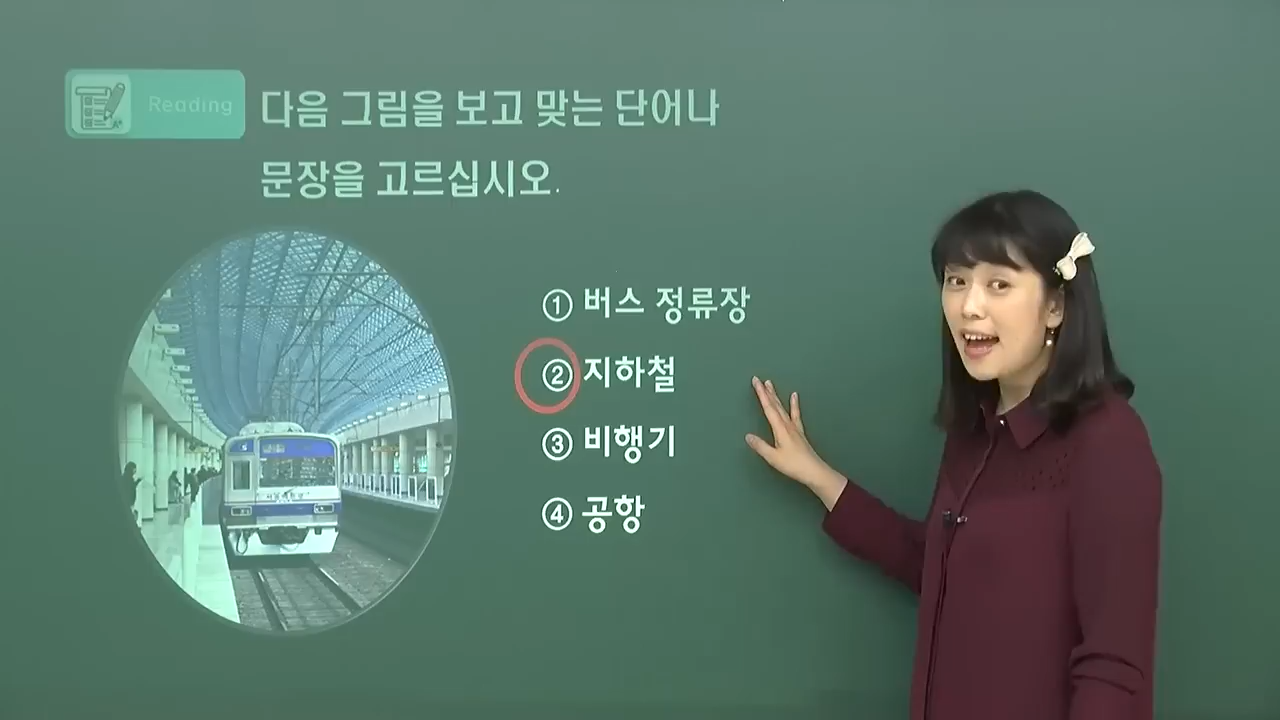 Reading
다음 그림을 보고 맞는 단어나
문장을 고르십시오.
① 버스 정류장
② 지하철
③ 비행기
④ 공항